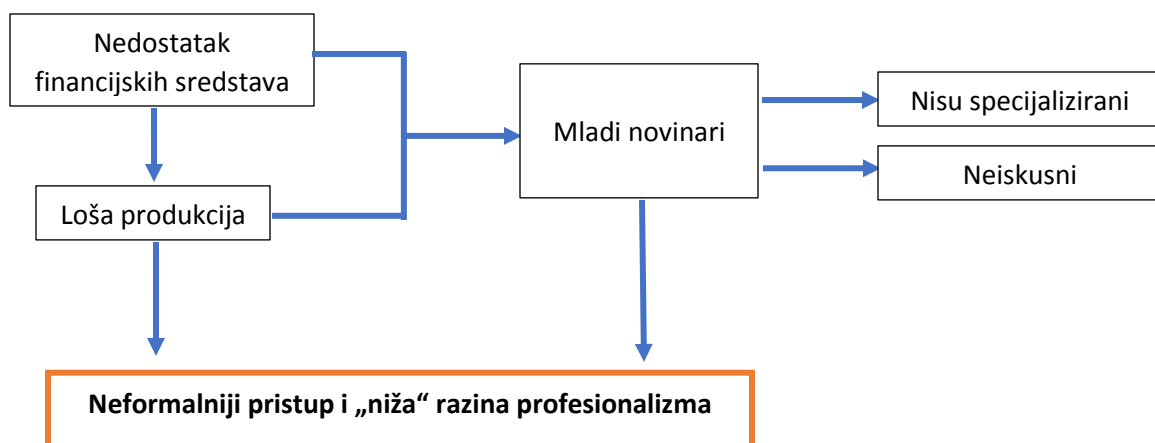 Nedostatak
financijskih sredstava
Mladi novinari
Nisu specijalizirani
Neiskusni
Loša produkcija
Neformalniji pristup i „niža“ razina profesionalizma